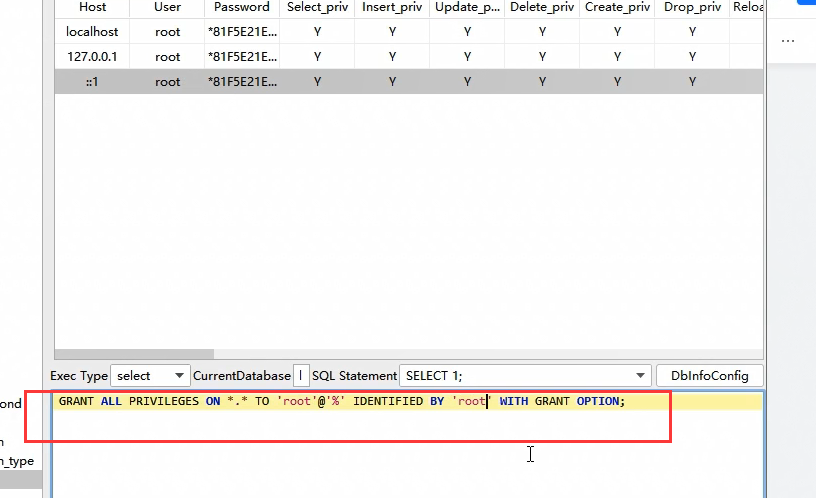 Host User Password Select_priv Insert_priv Update_p... Delete_priv Create_priv Drop_priv Reloa
localhost root *81F5E21E... Y Y Y Y Y Y
127.0.0.1 root *81F5E21E... Y Y Y Y Y Y
::1 root *81F5E21E... Y Y Y Y Y Y
...
Exec Type select CurrentDatabase SQL Statement SELECT 1; DbInfoConfig
ond
GRANT ALL PRIVILEGES ON *.* TO 'root'@'%' IDENTIFIED BY 'root' WITH GRANT OPTION;
n_type